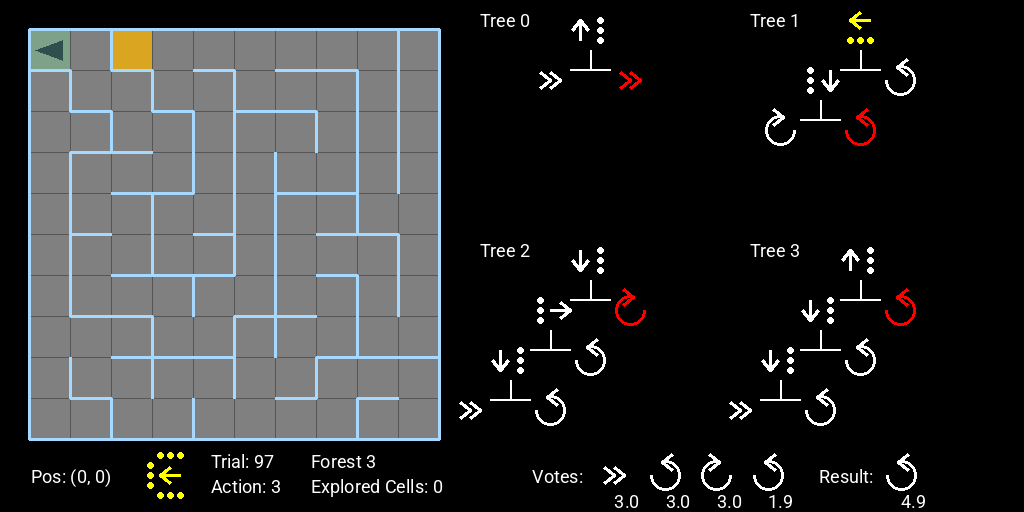 Tree 0
Tree 1
Tree 2
Tree 3
Pos: (0, 0)
Trial: 97
Forest 3
Action: 3
Explored Cells: 0
Votes:
Result:
3.0
3.0
3.0
1.9
4.9